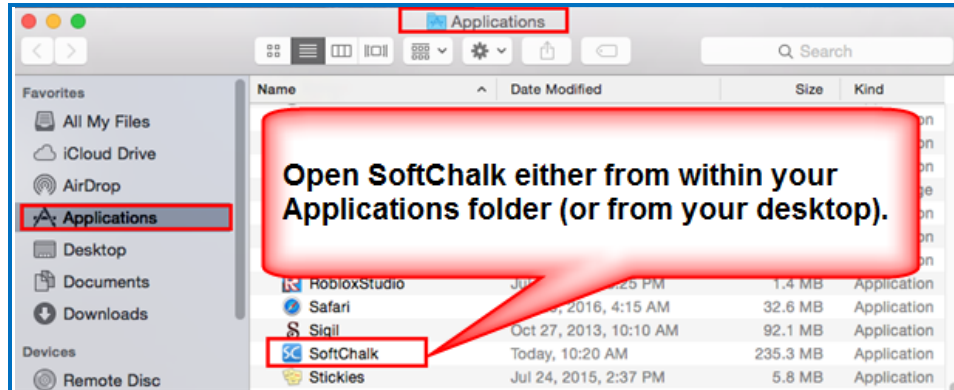 Applications
Search
Favorites
All My Files
iCloud Drive
AirDrop
Applications
Desktop
Documents
Downloads
Devices
Remote Disc
Name Date Modified Size Kind
Open SoftChalk either from within your
Applications folder (or from your desktop).
RobloxStudio PM 1.4 MB Application
Safari 2016, 4:15 AM 32.6 MB Application
Sigil Oct 27, 2013, 10:10 AM 92.1 MB Application
SoftChalk Today, 10:20 AM 235.3 MB Application
Stickies Jul 24, 2015, 2:37 PM 5.8 MB Application